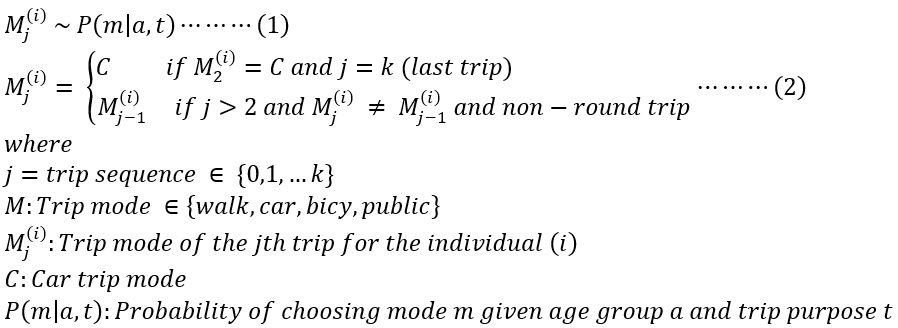 M_j^{(i)} ~ P(m|a, t) ⋯ ⋯ ⋯ (1)
M_j^{(i)} = { C if M_2^{(i)} = C and j = k (last trip)
M_{j-1}^{(i)} if j > 2 and M_j^{(i)} ≠ M_{j-1}^{(i)} and non − round trip ⋯ ⋯ ⋯ (2)
where
j = trip sequence ∈ {0,1, … k}
M: Trip mode ∈ {walk, car, bicy, public}
M_j^{(i)}: Trip mode of the jth trip for the individual (i)
C: Car trip mode
P(m|a, t): Probability of choosing mode m given age group a and trip purpose t